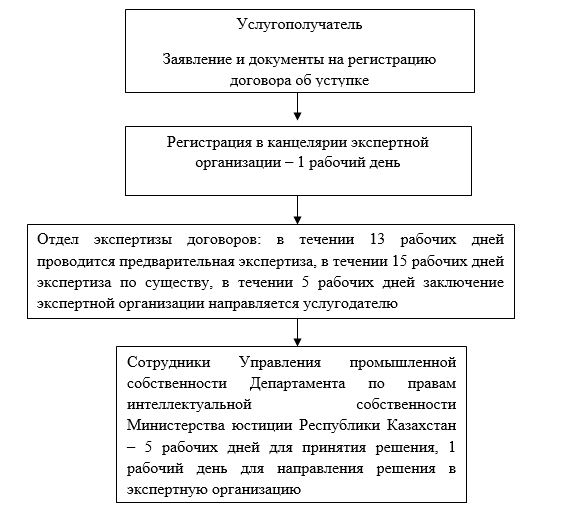 Услугополучатель
Заявление и документы на регистрацию
договора об уступке
Регистрация в канцелярии экспертной
организации – 1 рабочий день
Отдел экспертизы договоров: в течении 13 рабочих дней
проводится предварительная экспертиза, в течении 15 рабочих дней
экспертиза по существу, в течении 5 рабочих дней заключение
экспертной организации направляется услугодателю
Сотрудники Управления промышленной
собственности Департамента по правам
интеллектуальной собственности
Министерства юстиции Республики Казахстан
– 5 рабочих дней для принятия решения, 1
рабочий день для направления решения в
экспертную организацию